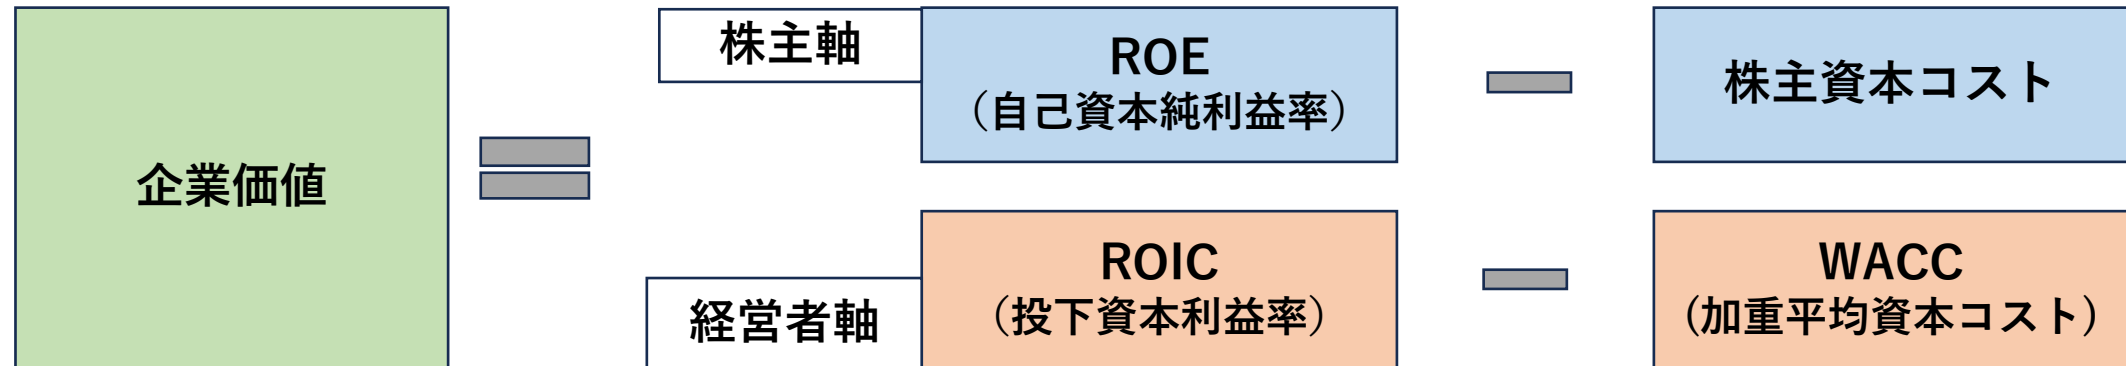 企業価値
株主軸
ROE
（自己資本純利益率）
株主資本コスト
経営者軸
ROIC
（投下資本利益率）
WACC
（加重平均資本コスト）